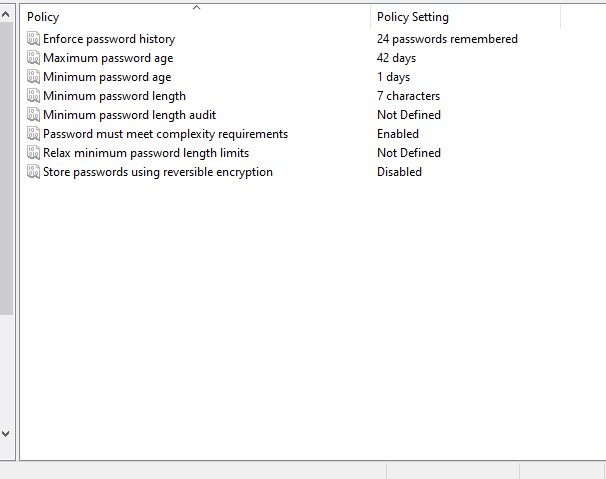 Policy Policy Setting
Enforce password history 24 passwords remembered
Maximum password age 42 days
Minimum password age 1 days
Minimum password length 7 characters
Minimum password length audit Not Defined
Password must meet complexity requirements Enabled
Relax minimum password length limits Not Defined
Store passwords using reversible encryption Disabled